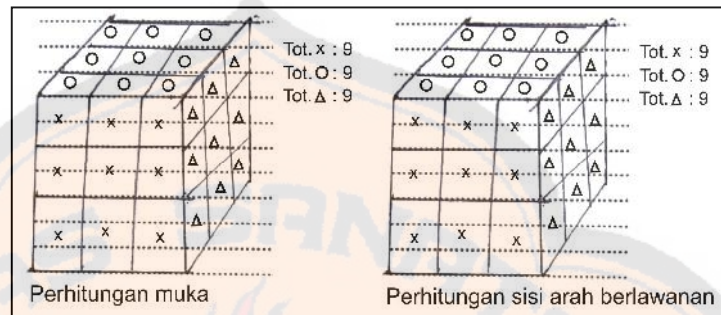 Tot. x : 9
Tot. O : 9
Tot. Δ : 9
Perhitungan muka
Tot. x : 9
Tot. O : 9
Tot. Δ : 9
Perhitungan sisi arah berlawanan